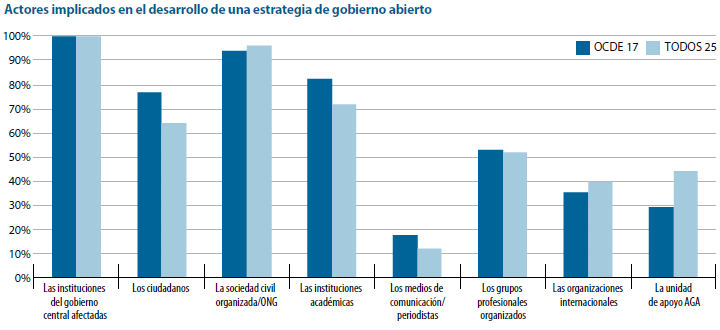 Actores implicados en el desarrollo de una estrategia de gobierno abierto
OCDE 17
TODOS 25
100%
90%
80%
70%
60%
50%
40%
30%
20%
10%
0%
Las instituciones
del gobierno
central afectadas
Los ciudadanos
La sociedad civil
organizada/ONG
Las instituciones
académicas
Los medios de
comunicación/
periodistas
Los grupos
profesionales
organizados
Las organizaciones
internacionales
La unidad
de apoyo AGA